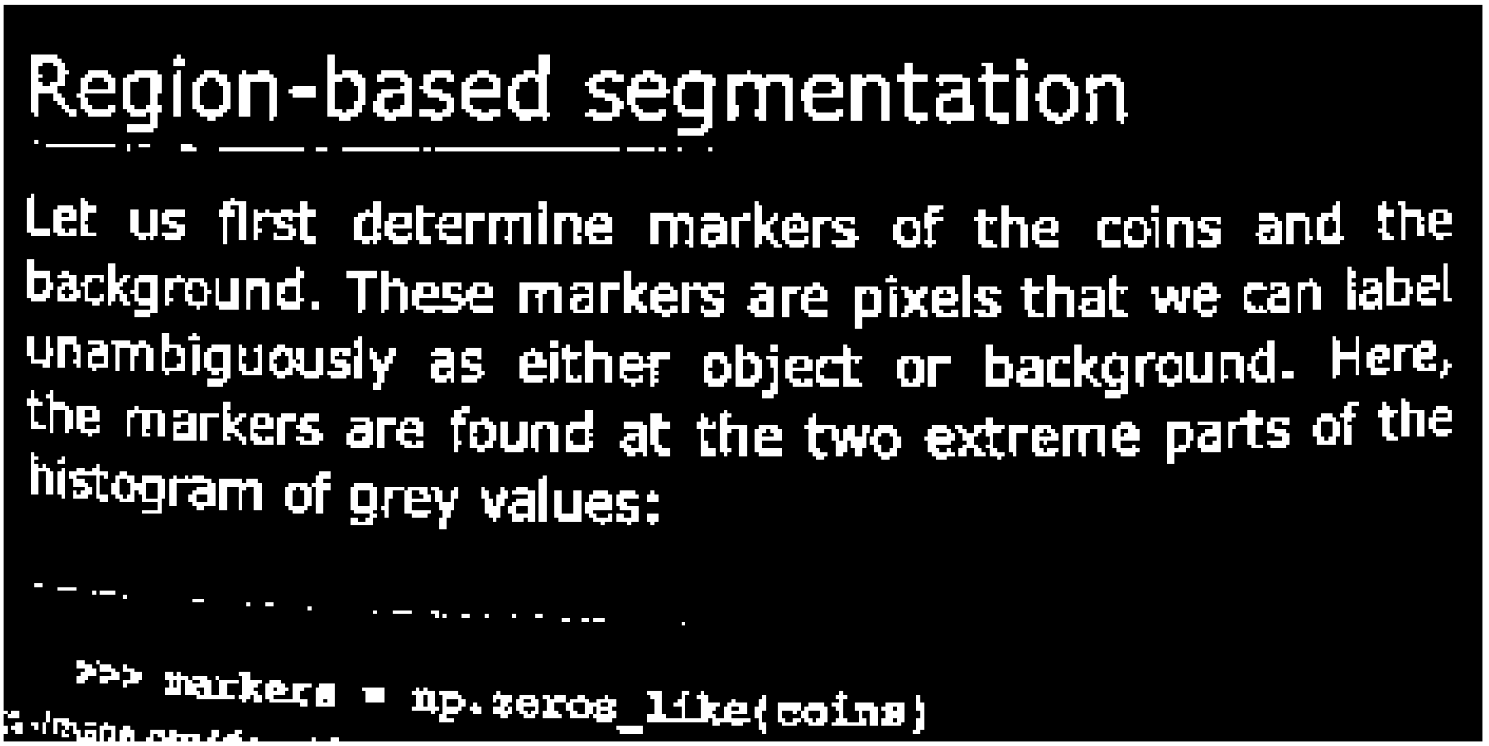 Region-based segmentation
Let us first determine markers of the coins and the
background. These markers are pixels that we can label
unambiguously as either object or background. Here,
the markers are found at the two extreme parts of the
histogram of grey values:
>>> markers = np.zeros_like(coins)